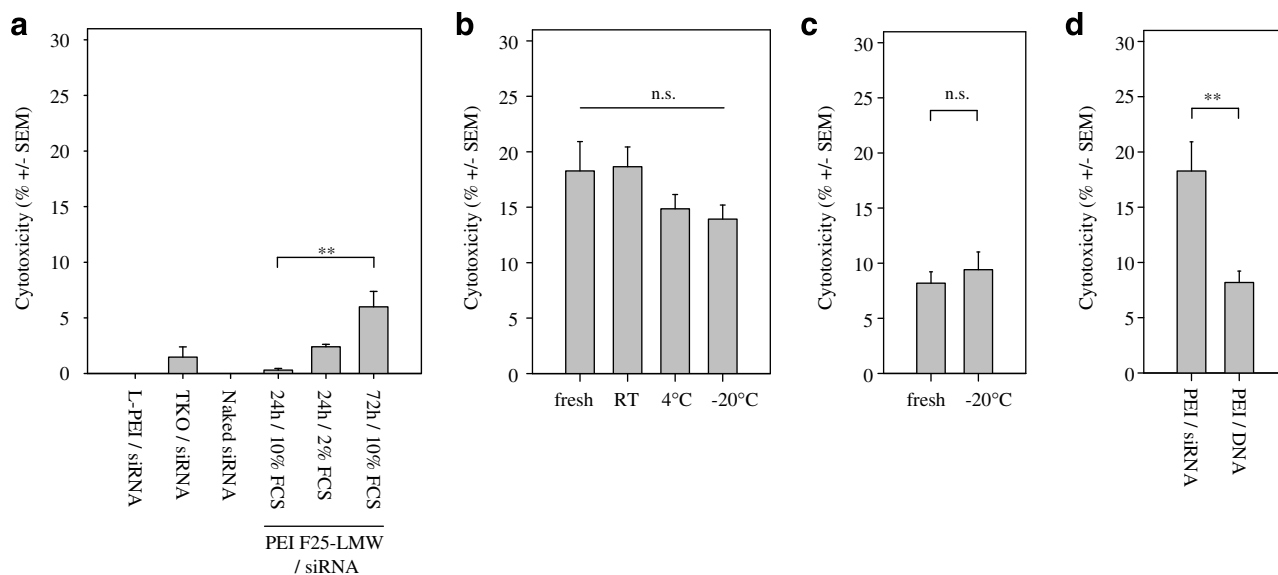 a
Cytotoxicity (% +/- SEM)
30
25
20
15
10
5
0
**
L-PEI / siRNA
TKO / siRNA
Naked siRNA
24h / 10% FCS
24h / 2% FCS
72h / 10% FCS
PEI F25-LMW
/ siRNA
b
Cytotoxicity (% +/- SEM)
30
25
20
15
10
5
0
n.s.
fresh RT 4°C -20°C
c
Cytotoxicity (% +/- SEM)
30
25
20
15
10
5
0
n.s.
fresh -20°C
d
Cytotoxicity (% +/- SEM)
30
25
20
15
10
5
0
**
PEI / siRNA
PEI / DNA